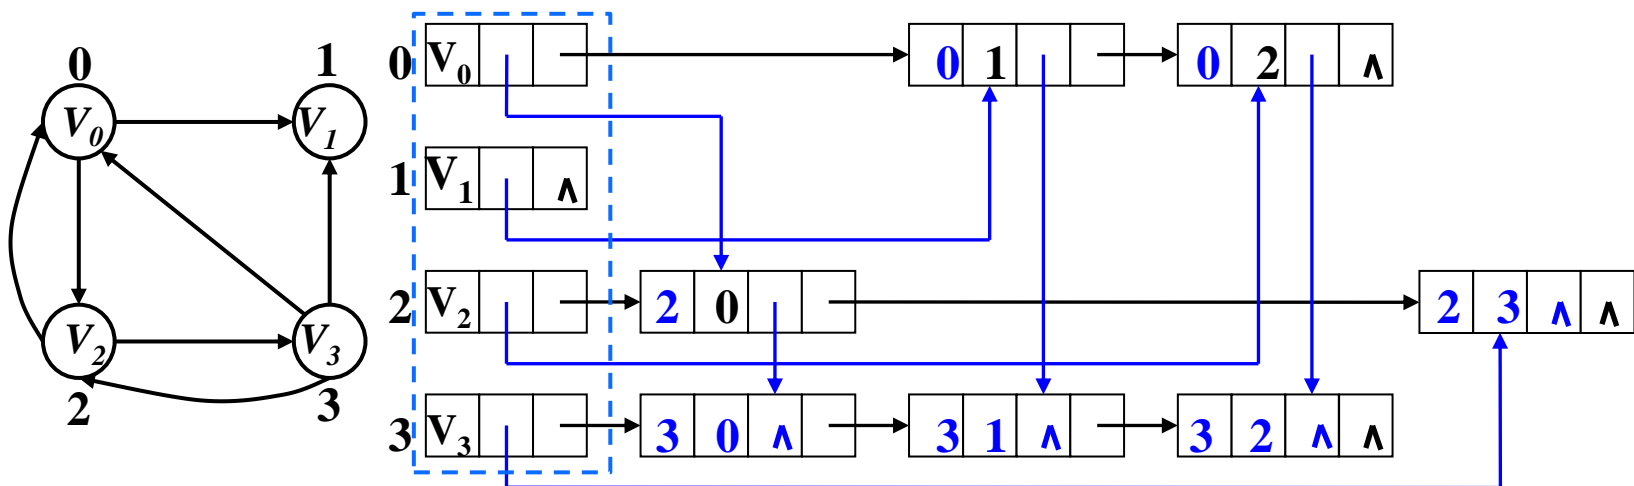 0 1
V0 V1
V2 V3
2 3
0 V0 0 1 0 2 ∧
1 V1 ∧
2 V2 2 0 2 3 ∧ ∧
3 V3 3 0 ∧ 3 1 ∧ 3 2 ∧ ∧